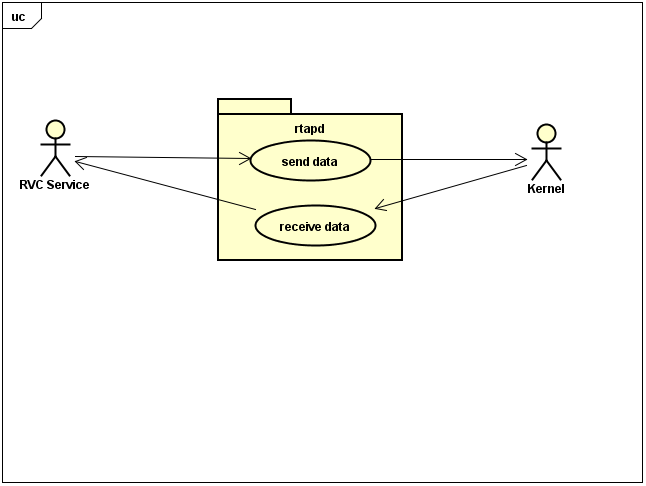 uc
rtapd
send data
RVC Service
Kernel
receive data